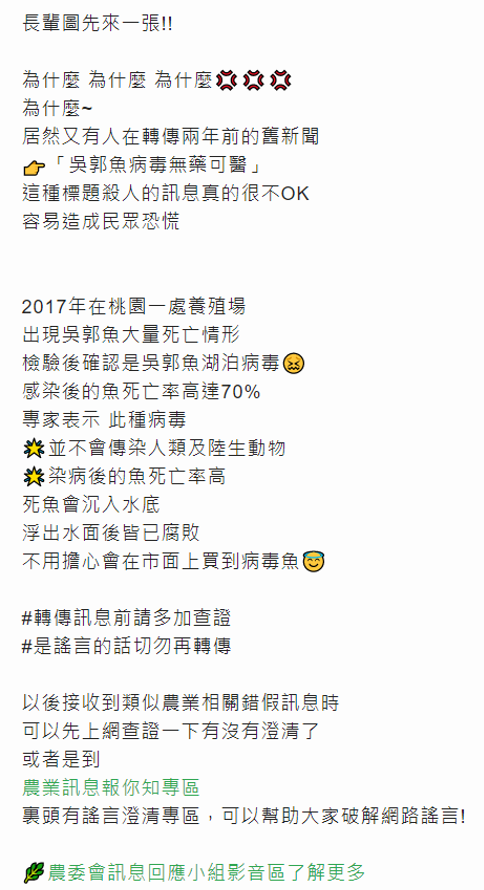 長輩圖先來一張!!
為什麼 為什麼 為什麼💢💢💢
為什麼~
居然又有人在轉傳兩年前的舊新聞
👉「吳郭魚病毒無藥可醫」
這種標題殺人的訊息真的很不OK
容易造成民眾恐慌
2017年在桃園一處養殖場
出現吳郭魚大量死亡情形
檢驗後確認是吳郭魚湖泊病毒😖
感染後的魚死亡率高達70%
專家表示 此種病毒
🌟並不會傳染人類及陸生動物
🌟染病後的魚死亡率高
死魚會沉入水底
浮出水面後皆已腐敗
不用擔心會在市面上買到病毒魚😇
#轉傳訊息前請多加查證
#是謠言的話切勿再轉傳
以後接收到類似農業相關錯假訊息時
可以先上網查證一下有沒有澄清了
或者是到
農業訊息報你知專區
裏頭有謠言澄清專區，可以幫助大家破解網路謠言!
🌿農委會訊息回應小組影音區了解更多